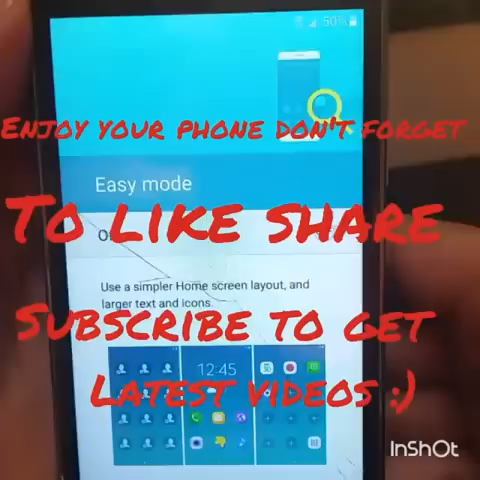 50%
Enjoy your phone don't forget
Easy mode
To like share
Use a simpler Home screen layout, and
larger text and icons.
Subscribe to get
12:45
Latest videos :)
InShOt